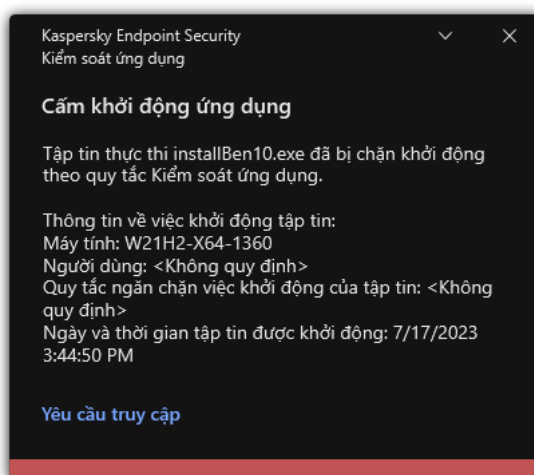 Kaspersky Endpoint Security
Kiểm soát ứng dụng
Cấm khởi động ứng dụng
Tập tin thực thi installBen10.exe đã bị chặn khởi động
theo quy tắc Kiểm soát ứng dụng.
Thông tin về việc khởi động tập tin:
Máy tính: W21H2-X64-1360
Người dùng: <Không quy định>
Quy tắc ngăn chặn việc khởi động của tập tin: <Không
quy định>
Ngày và thời gian tập tin được khởi động: 7/17/2023
3:44:50 PM
Yêu cầu truy cập